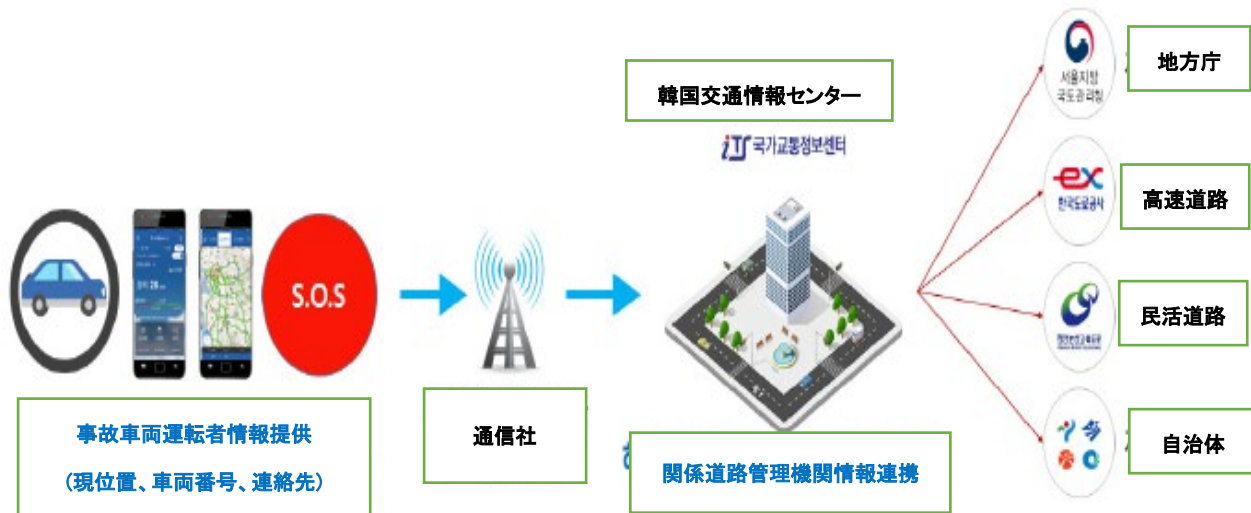 S.O.S
事故車両運転者情報提供
(現位置、車両番号、連絡先)
通信社
韓国交通情報センター
iTS 국가교통정보센터
関係道路管理機関情報連携
서울지방
국도관리청
地方庁
ex
한국도로공사
高速道路
民活道路
自治体